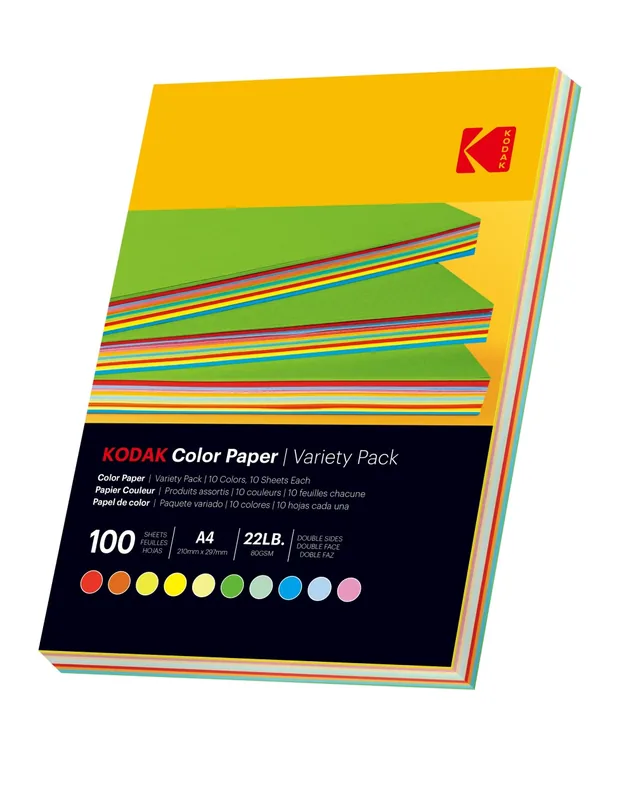 KODAK
KODAK Color Paper | Variety Pack
Color Paper | Variety Pack | 10 Colors, 10 Sheets Each
Papier Couleur | Produits assortis | 10 couleurs | 10 feuilles chacune
Papel de color | Paquete variado | 10 colores | 10 hojas cada una
100 SHEETS
FEUILLES
HOJAS
A4
210mm x 297mm
22LB.
80GSM
DOUBLE SIDES
DOUBLE FACE
DOBLE FAZ